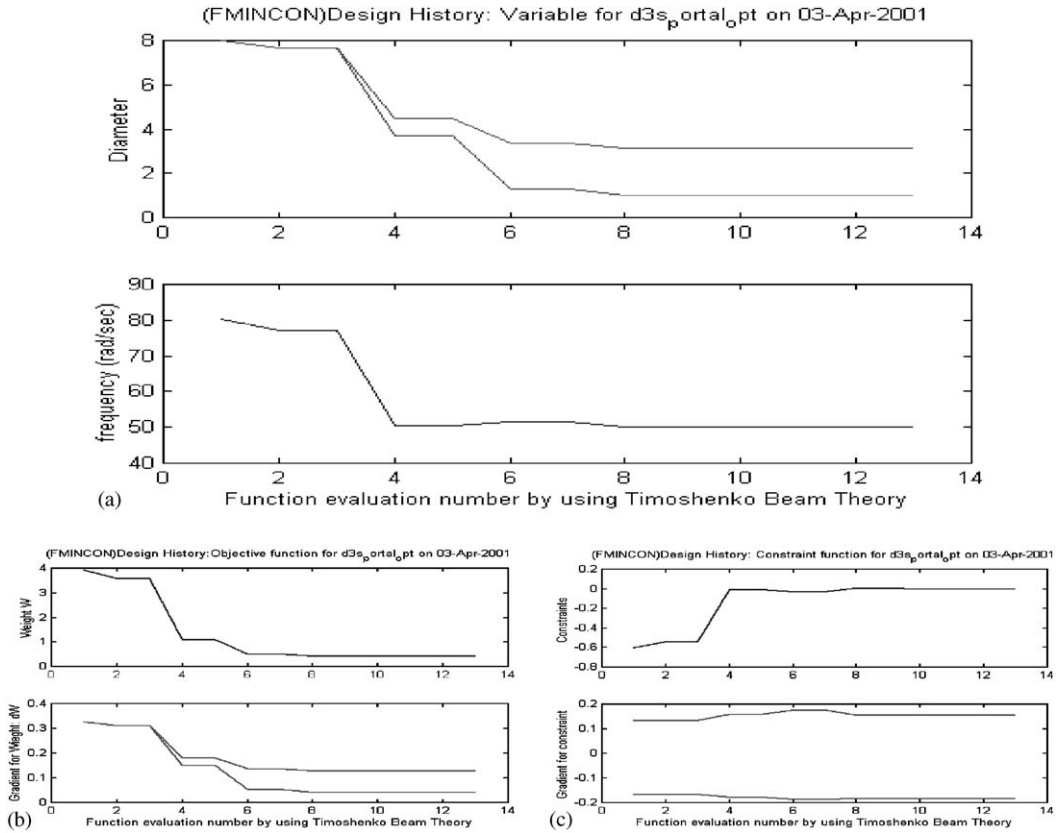 (FMINCON)Design History: Variable for d3sportalopt on 03-Apr-2001
8
6
4
2
0
Diameter
0 2 4 6 8 10 12 14
90
80
70
60
50
40
frequency (rad/sec)
0 2 4 6 8 10 12 14
(a) Function evaluation number by using Timoshenko Beam Theory
(FMINCON)Design History:Objective function for d3sportalopt on 03-Apr-2001
4
3
2
1
0
Weight W
0 2 4 6 8 10 12 14
0.4
0.3
0.2
0.1
0
Gradient for Wieght: dW
0 2 4 6 8 10 12 14
(b) Function evaluation number by using Timoshenko Beam Theory
(FMINCON)Design History: Constraint function for d3sportalopt on 03-Apr-2001
0.2
0
-0.2
-0.4
-0.6
-0.8
Constraints
0 2 4 6 8 10 12 14
0.2
0.1
0
-0.1
-0.2
Gradient for constraint
0 2 4 6 8 10 12 14
(c) Function evaluation number by using Timoshenko Beam Theory